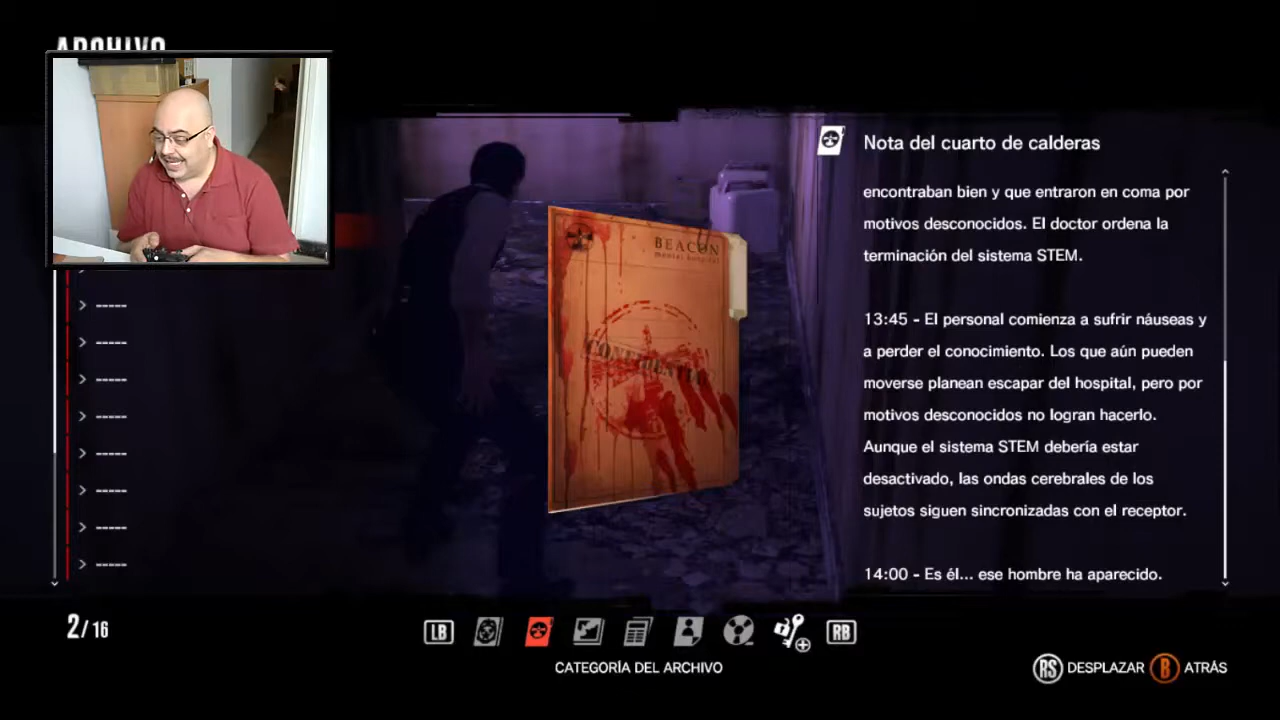 ARCHIVO
Nota del cuarto de calderas
encontraban bien y que entraron en coma por
motivos desconocidos. El doctor ordena la
terminación del sistema STEM.
13:45 - El personal comienza a sufrir náuseas y
a perder el conocimiento. Los que aún pueden
moverse planean escapar del hospital, pero por
motivos desconocidos no logran hacerlo.
Aunque el sistema STEM debería estar
desactivado, las ondas cerebrales de los
sujetos siguen sincronizadas con el receptor.
14:00 - Es él... ese hombre ha aparecido.
BEACON
mental hospital
CONFIDENTIAL
> -----
> -----
> -----
> -----
> -----
> -----
> -----
> -----
2/16
LB
RB
CATEGORÍA DEL ARCHIVO
RS DESPLAZAR B ATRÁS